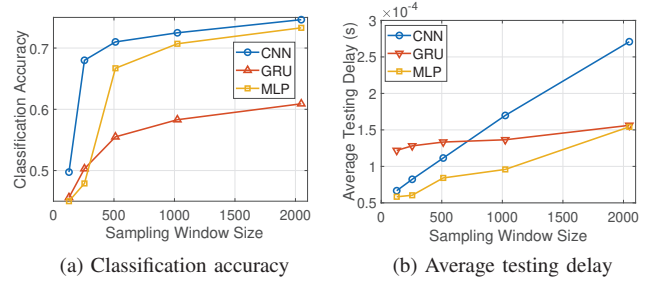 0.7
0.6
0.5
0 500 1000 1500 2000
Classification Accuracy
Sampling Window Size
CNN
GRU
MLP
(a) Classification accuracy
×10⁻⁴
3
2.5
2
1.5
1
0.5
0 500 1000 1500 2000
Average Testing Delay (s)
Sampling Window Size
CNN
GRU
MLP
(b) Average testing delay